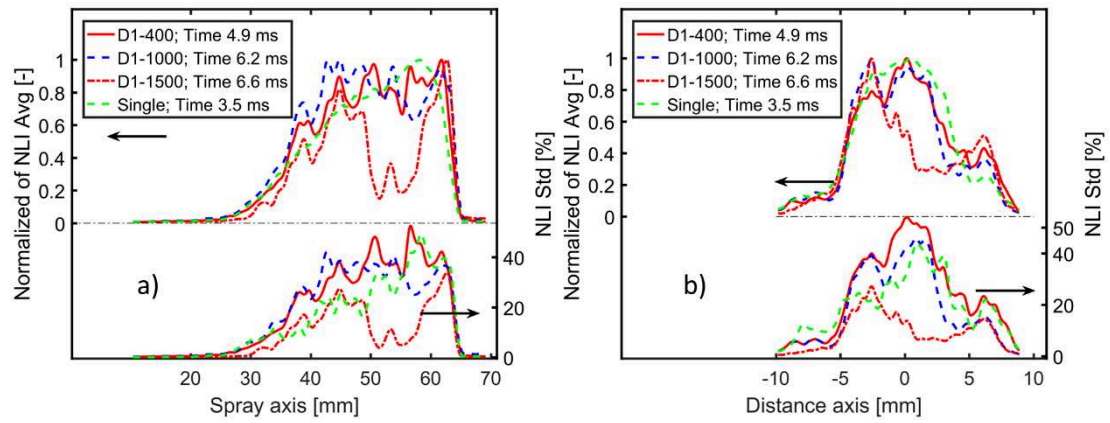 D1-400; Time 4.9 ms
D1-1000; Time 6.2 ms
D1-1500; Time 6.6 ms
Single; Time 3.5 ms
Normalized of NLI Avg [-]
1
0.8
0.6
0.4
0.2
0
a)
NLI Std [%]
40
20
0
20 30 40 50 60 70
Spray axis [mm]
D1-400; Time 4.9 ms
D1-1000; Time 6.2 ms
D1-1500; Time 6.6 ms
Single; Time 3.5 ms
Normalized of NLI Avg [-]
1
0.8
0.6
0.4
0.2
0
b)
NLI Std [%]
50
40
20
0
-10 -5 0 5 10
Distance axis [mm]